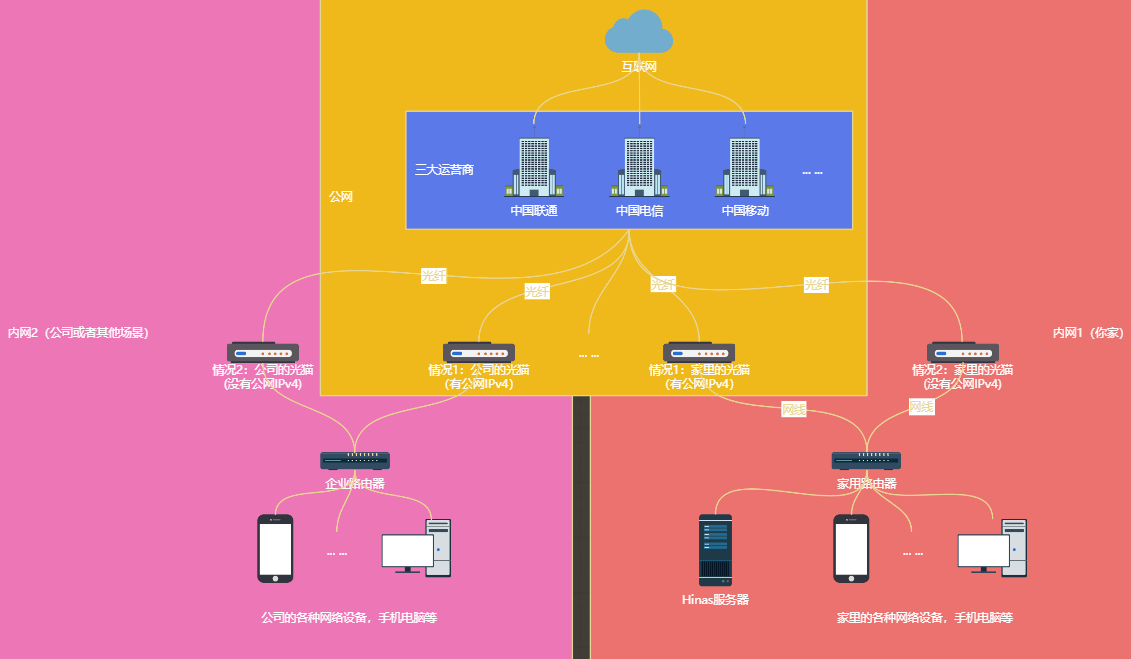 互联网
三大运营商
... ...
公网
中国联通
中国电信
中国移动
光纤
光纤
光纤
光纤
内网2（公司或者其他场景）
内网1（你家）
... ...
情况2：公司的光猫
（没有公网IPv4）
情况1：公司的光猫
（有公网IPv4）
情况1：家里的光猫
（有公网IPv4）
情况2：家里的光猫
（没有公网IPv4）
网线
网线
企业路由器
家用路由器
... ...
... ...
Hinas服务器
公司的各种网络设备，手机电脑等
家里的各种网络设备，手机电脑等